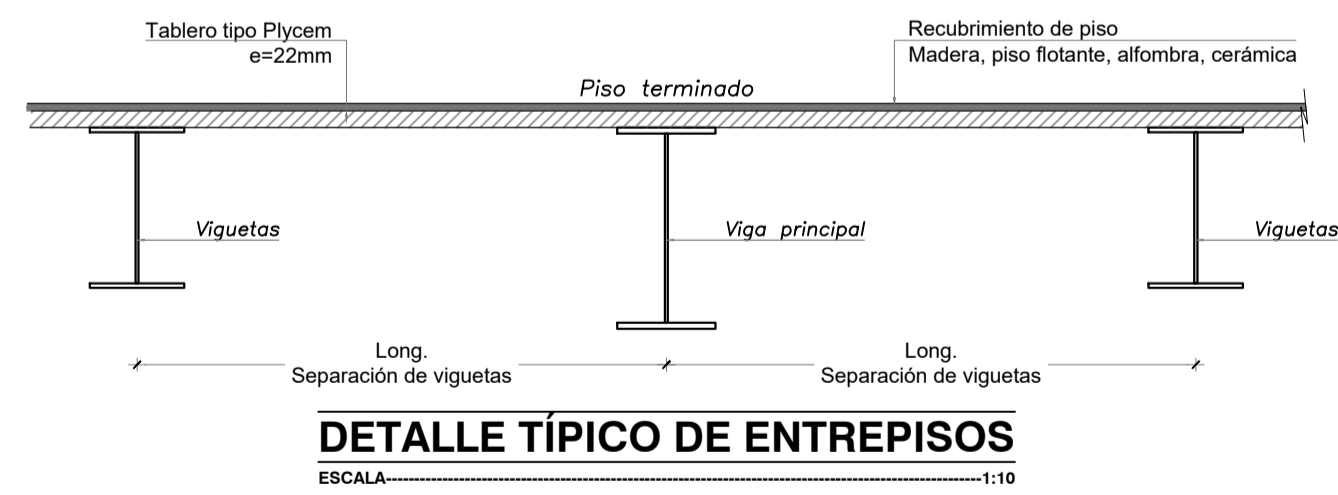 Tablero tipo Plycem
e=22mm
Recubrimiento de piso
Madera, piso flotante, alfombra, cerámica
Piso terminado
Viguetas
Viga principal
Viguetas
Long.
Separación de viguetas
Long.
Separación de viguetas
DETALLE TÍPICO DE ENTREPISOS
ESCALA-----------------------------------------------------------------------------------------------------1:10